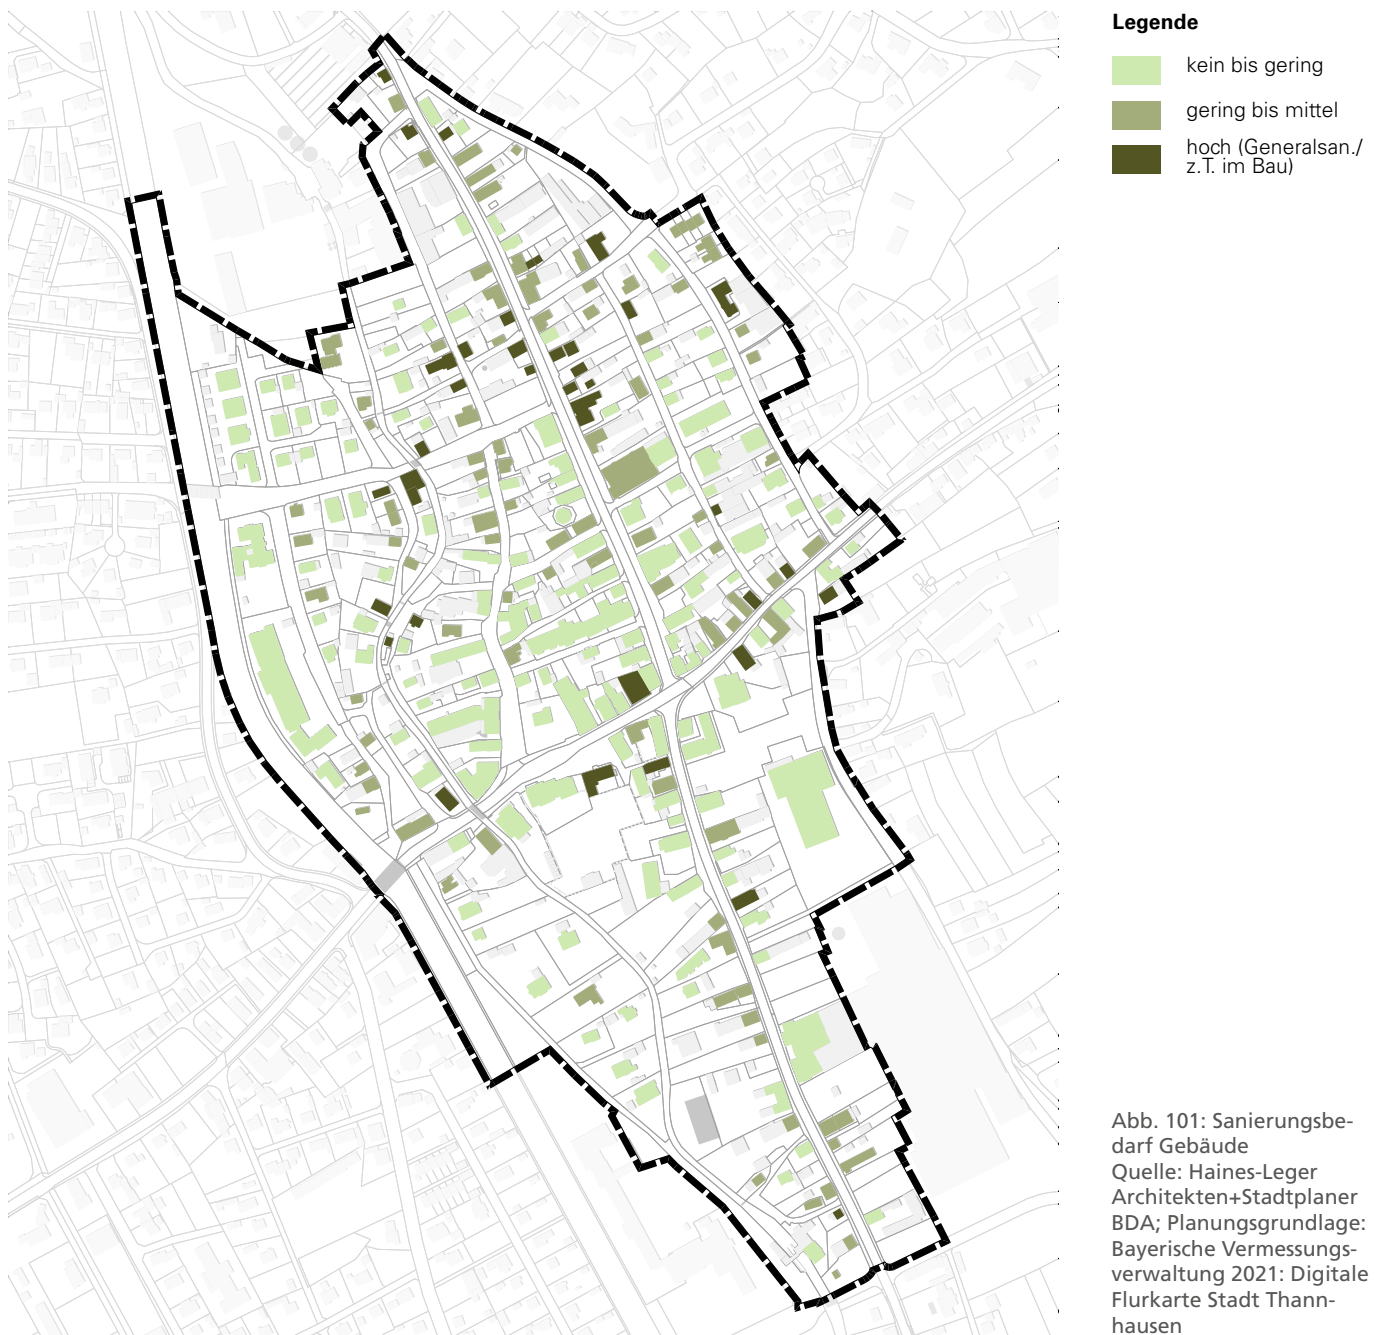 Legende
kein bis gering
gering bis mittel
hoch (Generalsan./
z.T. im Bau)
Abb. 101: Sanierungsbe-
darf Gebäude
Quelle: Haines-Leger
Architekten+Stadtplaner
BDA; Planungsgrundlage:
Bayerische Vermessungs-
verwaltung 2021: Digitale
Flurkarte Stadt Thann-
hausen